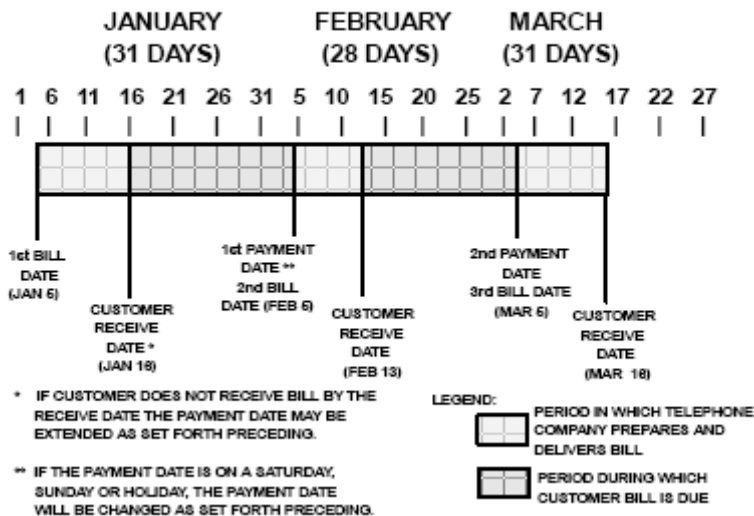 JANUARY
(31 DAYS)
FEBRUARY
(28 DAYS)
MARCH
(31 DAYS)
1 6 11 16 21 26 31 5 10 15 20 25 2 7 12 17 22 27
1st BILL
DATE
(JAN 5)
CUSTOMER
RECEIVE
DATE *
(JAN 16)
1st PAYMENT
DATE **
2nd BILL
DATE (FEB 5)
CUSTOMER
RECEIVE
DATE
(FEB 13)
2nd PAYMENT
DATE
3rd BILL DATE
(MAR 5)
CUSTOMER
RECEIVE
DATE
(MAR 16)
* IF CUSTOMER DOES NOT RECEIVE BILL BY THE
RECEIVE DATE THE PAYMENT DATE MAY BE
EXTENDED AS SET FORTH PRECEDING.
** IF THE PAYMENT DATE IS ON A SATURDAY,
SUNDAY OR HOLIDAY, THE PAYMENT DATE
WILL BE CHANGED AS SET FORTH PRECEDING.
LEGEND:
PERIOD IN WHICH TELEPHONE
COMPANY PREPARES AND
DELIVERS BILL
PERIOD DURING WHICH
CUSTOMER BILL IS DUE